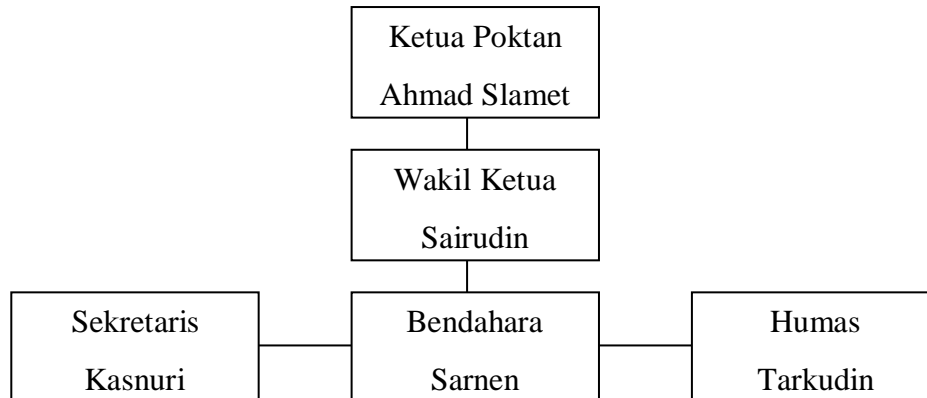 Ketua Poktan
Ahmad Slamet
Wakil Ketua
Sairudin
Sekretaris
Kasnuri
Bendahara
Sarnen
Humas
Tarkudin